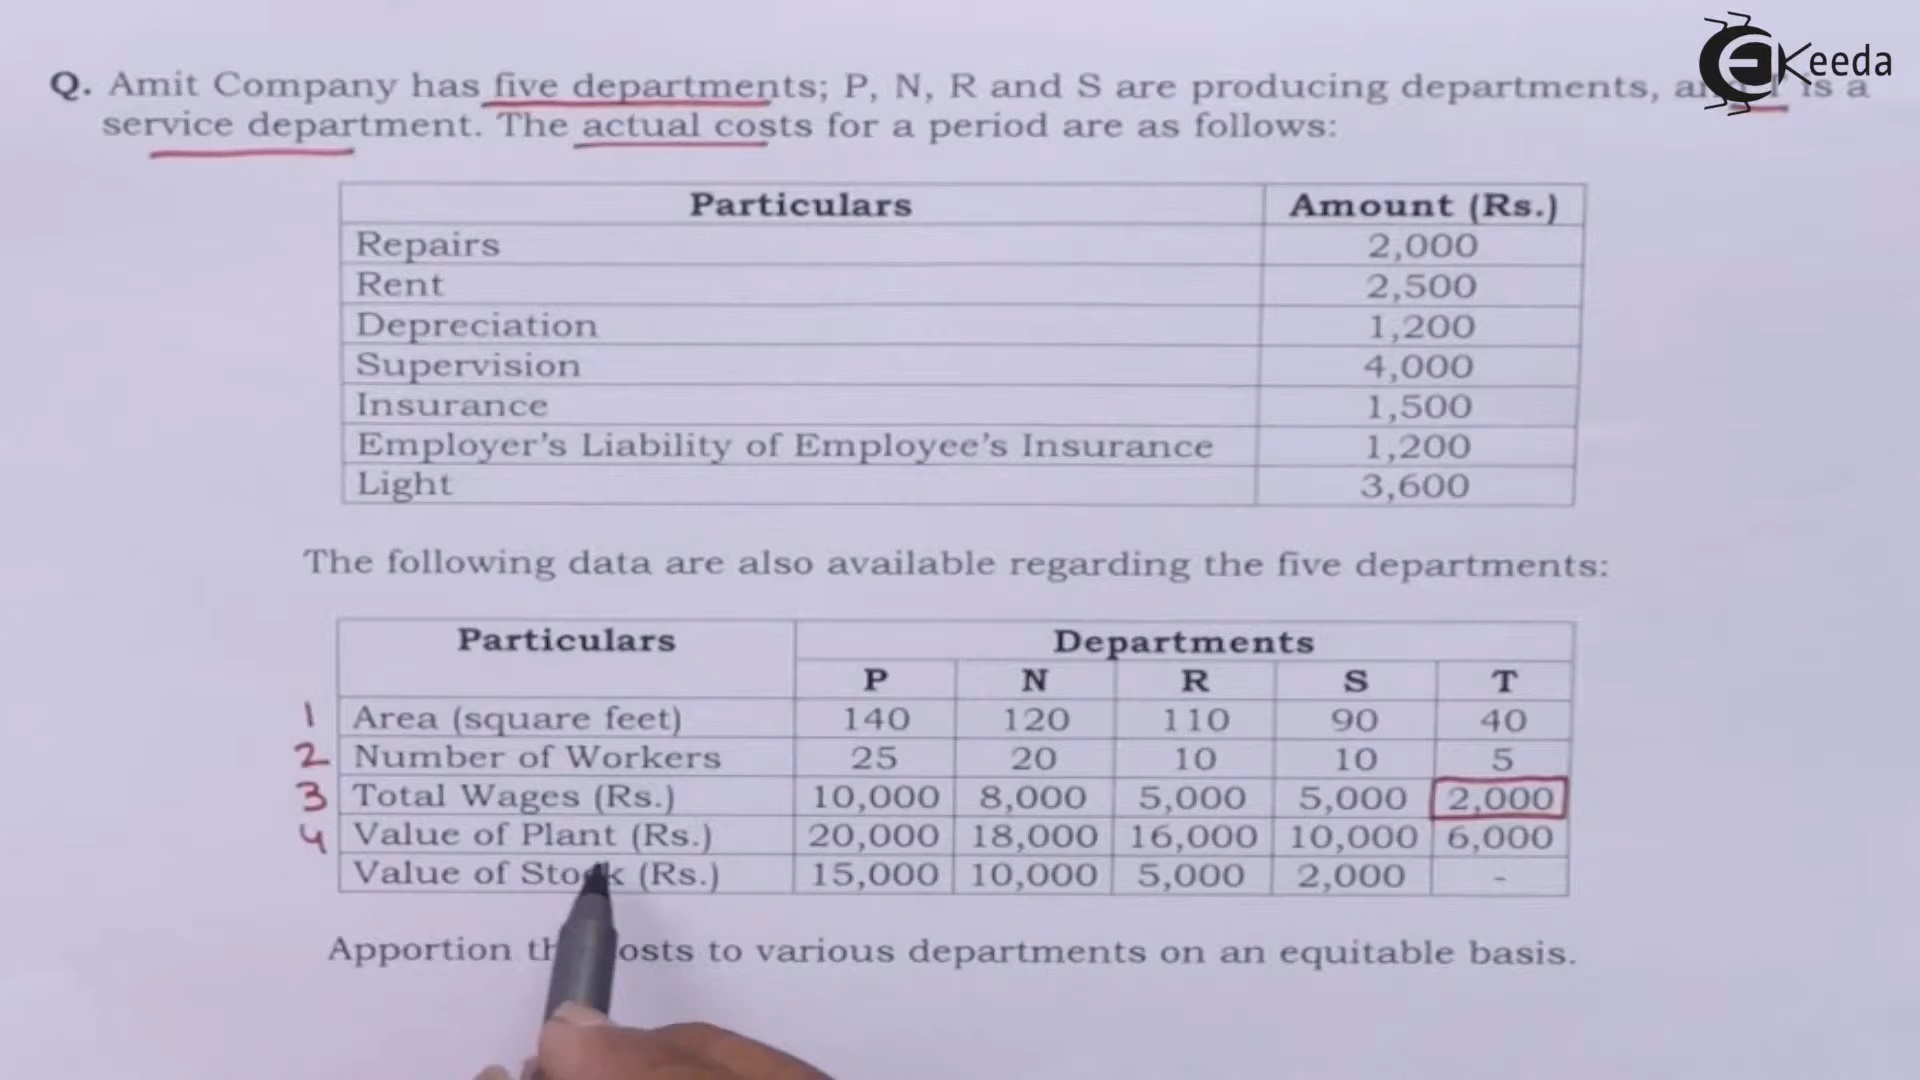 Keeda
Q. Amit Company has five departments; P, N, R and S are producing departments, is a
service department. The actual costs for a period are as follows:
Particulars Amount (Rs.)
Repairs 2,000
Rent 2,500
Depreciation 1,200
Supervision 4,000
Insurance 1,500
Employer's Liability of Employee's Insurance 1,200
Light 3,600
The following data are also available regarding the five departments:
Particulars Departments
P N R S T
1 Area (square feet) 140 120 110 90 40
2 Number of Workers 25 20 10 10 5
3 Total Wages (Rs.) 10,000 8,000 5,000 5,000 2,000
4 Value of Plant (Rs.) 20,000 18,000 16,000 10,000 6,000
Value of Stock (Rs.) 15,000 10,000 5,000 2,000 -
Apportion to various departments on an equitable basis.